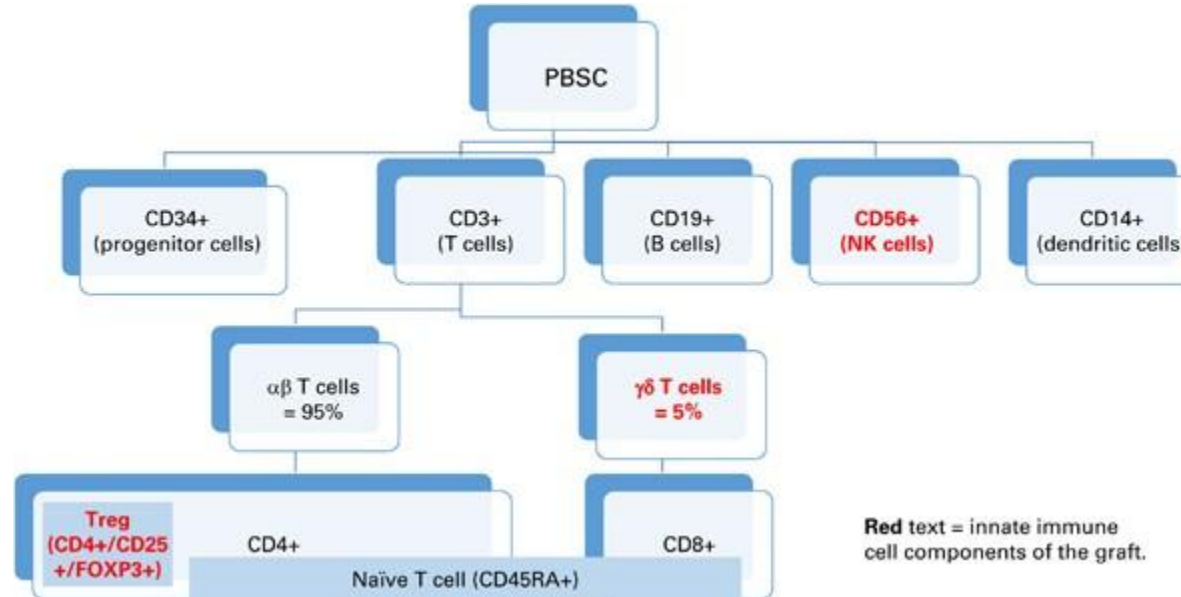 PBSC
CD34+
(progenitor cells)
CD3+
(T cells)
CD19+
(B cells)
CD56+
(NK cells)
CD14+
(dendritic cells
αβ T cells
= 95%
γδ T cells
= 5%
Treg
(CD4+/CD25
+/FOXP3+)
CD4+
CD8+
Naïve T cell (CD45RA+)
Red text = innate immune
cell components of the graft.